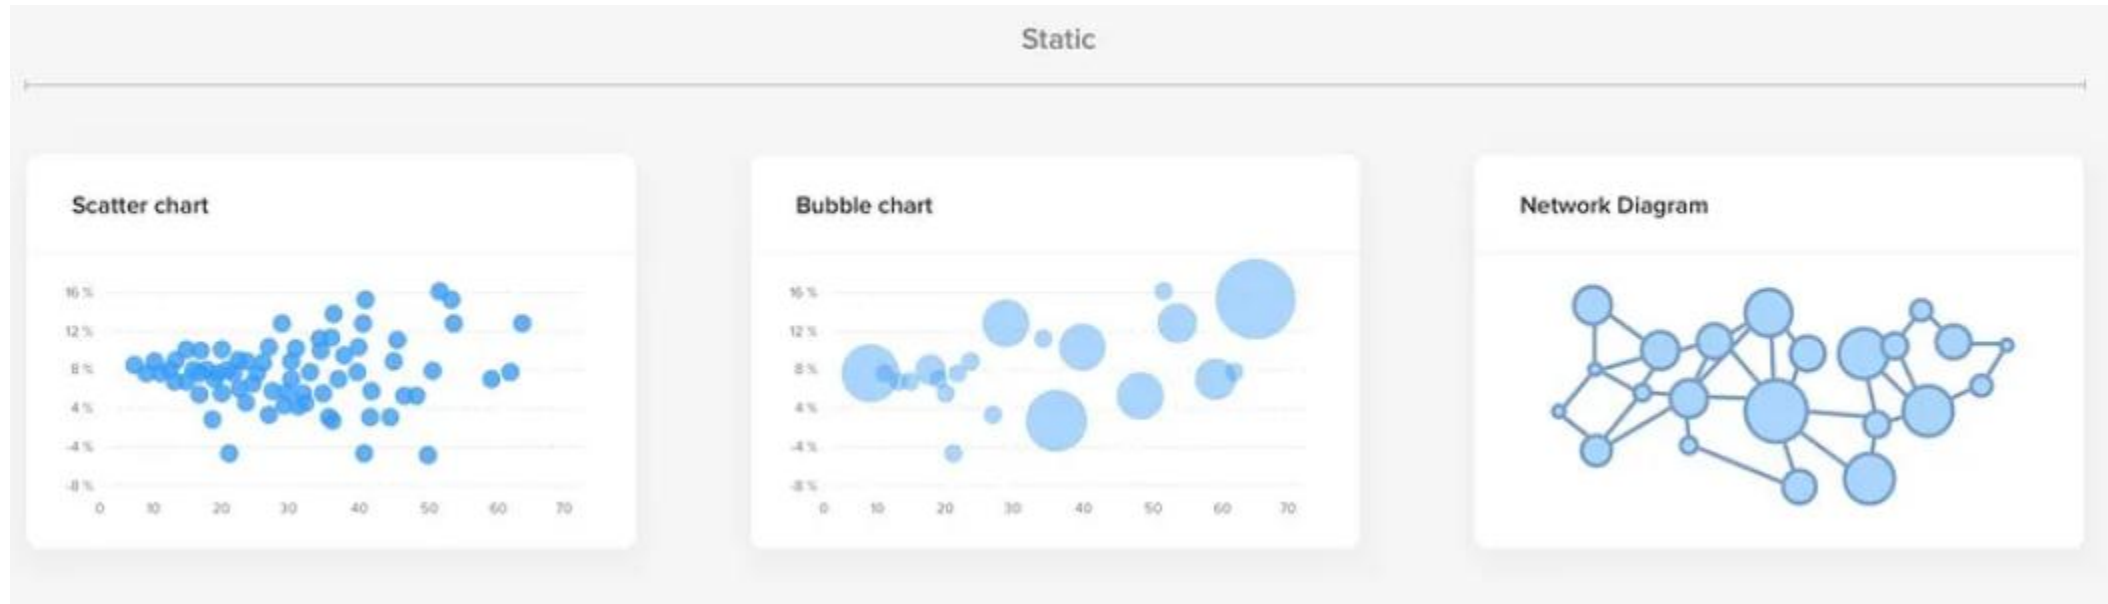 Static
Scatter chart
16 %
12 %
8 %
4 %
-4 %
-8 %
0 10 20 30 40 50 60 70
Bubble chart
16 %
12 %
8 %
4 %
-4 %
-8 %
0 10 20 30 40 50 60 70
Network Diagram